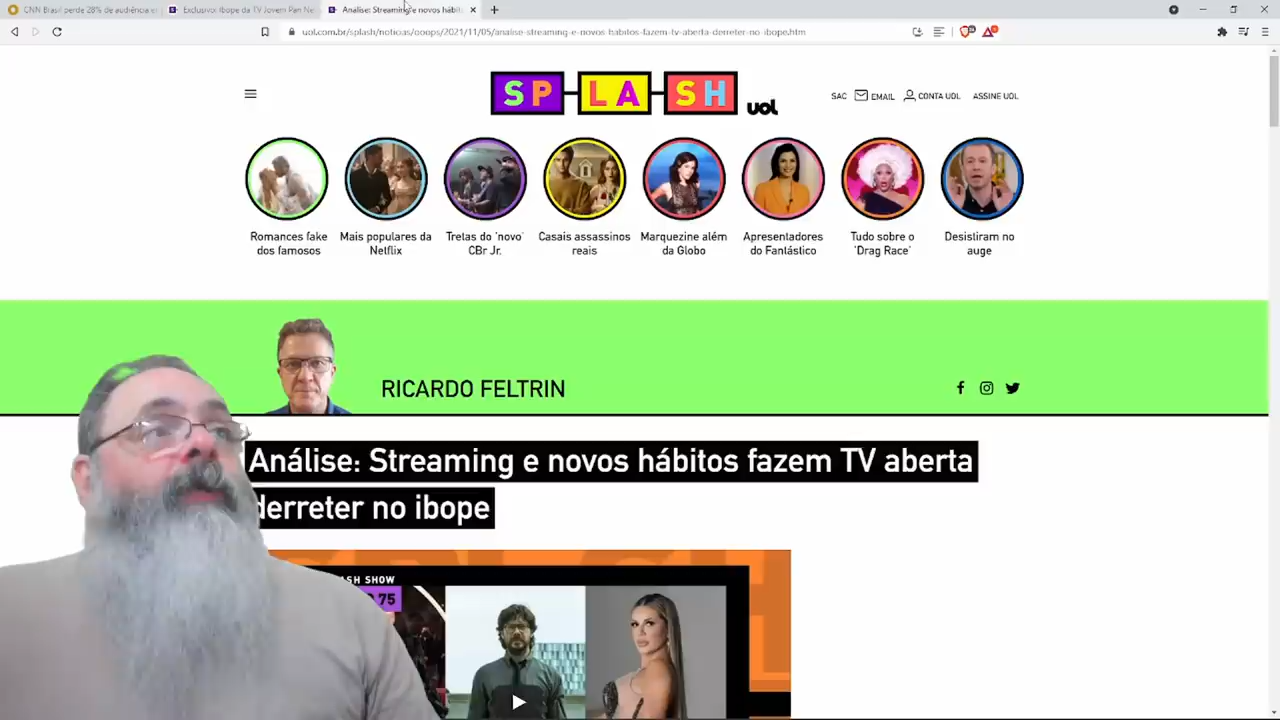 CNN Brasil perde 28% de audiência e
Exclusivo! Ibope da TV Jovem Pan Ne
Análise: Streaming e novos hábit
uol.com.br/splash/noticias/ooops/2021/11/05/analise-streaming-e-novos-habitos-fazem-tv-aberta-derreter-no-ibope.htm
SPLASH
uol
SAC
EMAIL
CONTA UOL
ASSINE UOL
Romances fake
dos famosos
Mais populares da
Netflix
Tretas do 'novo'
CBr Jr.
Casais assassinos
reais
Marquezine além
da Globo
Apresentadores
do Fantástico
Tudo sobre o
'Drag Race'
Desistiram no
auge
RICARDO FELTRIN
Análise: Streaming e novos hábitos fazem TV aberta
derreter no ibope
SH SHOW
75